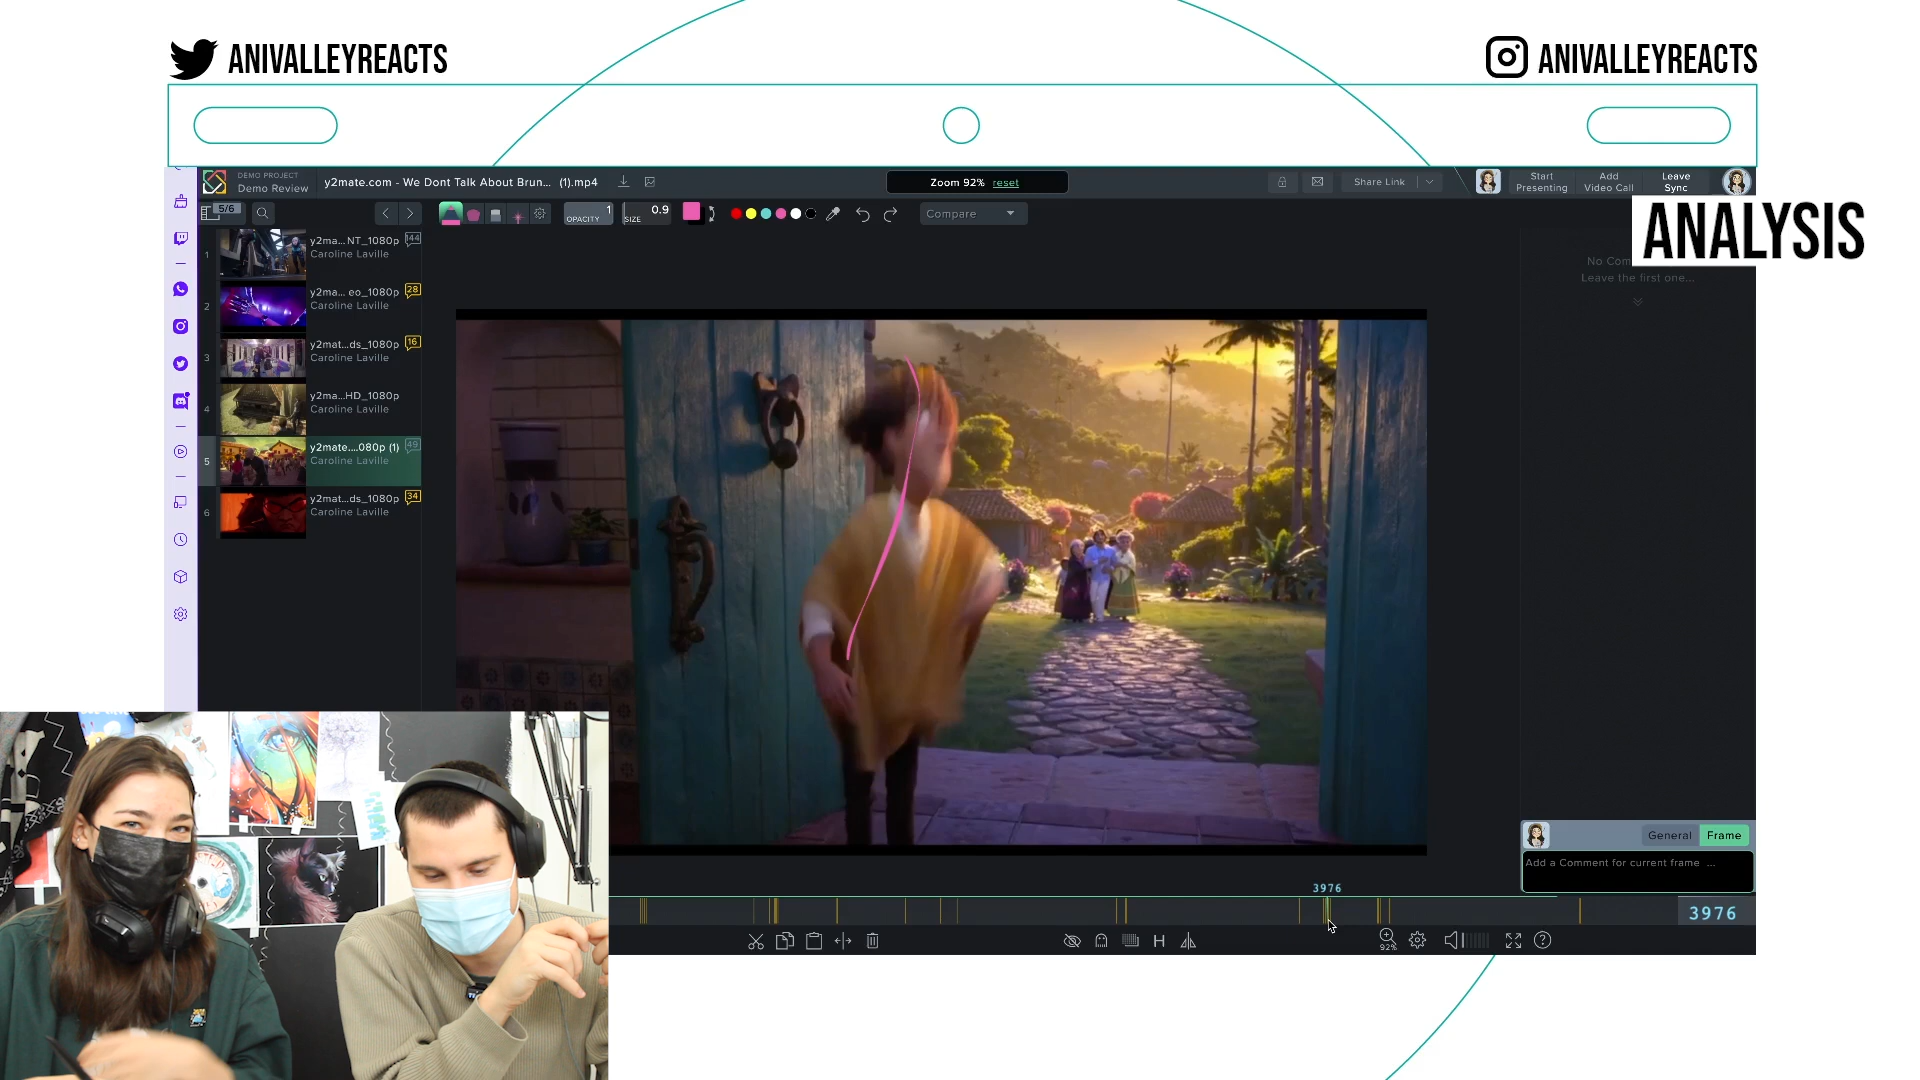 ANIVALLEYREACTS
ANIVALLEYREACTS
DEMO PROJECT
Demo Review
y2mate.com - We Dont Talk About Brun... (1).mp4
Zoom 92% reset
Share Link
Start
Presenting
Add
Video Call
Leave
Sync
5/6
OPACITY 1
SIZE 0.9
Compare
ANALYSIS
1
y2ma... NT_1080p 144
Caroline Laville
2
y2ma... eo_1080p 28
Caroline Laville
3
y2mat...ds_1080p 16
Caroline Laville
4
y2ma...HD_1080p
Caroline Laville
5
y2mate....080p (1) 49
Caroline Laville
6
y2mat...ds_1080p 34
Caroline Laville
No Com
Leave the first one...
General
Frame
Add a Comment for current frame ...
3976
3976
H
92%